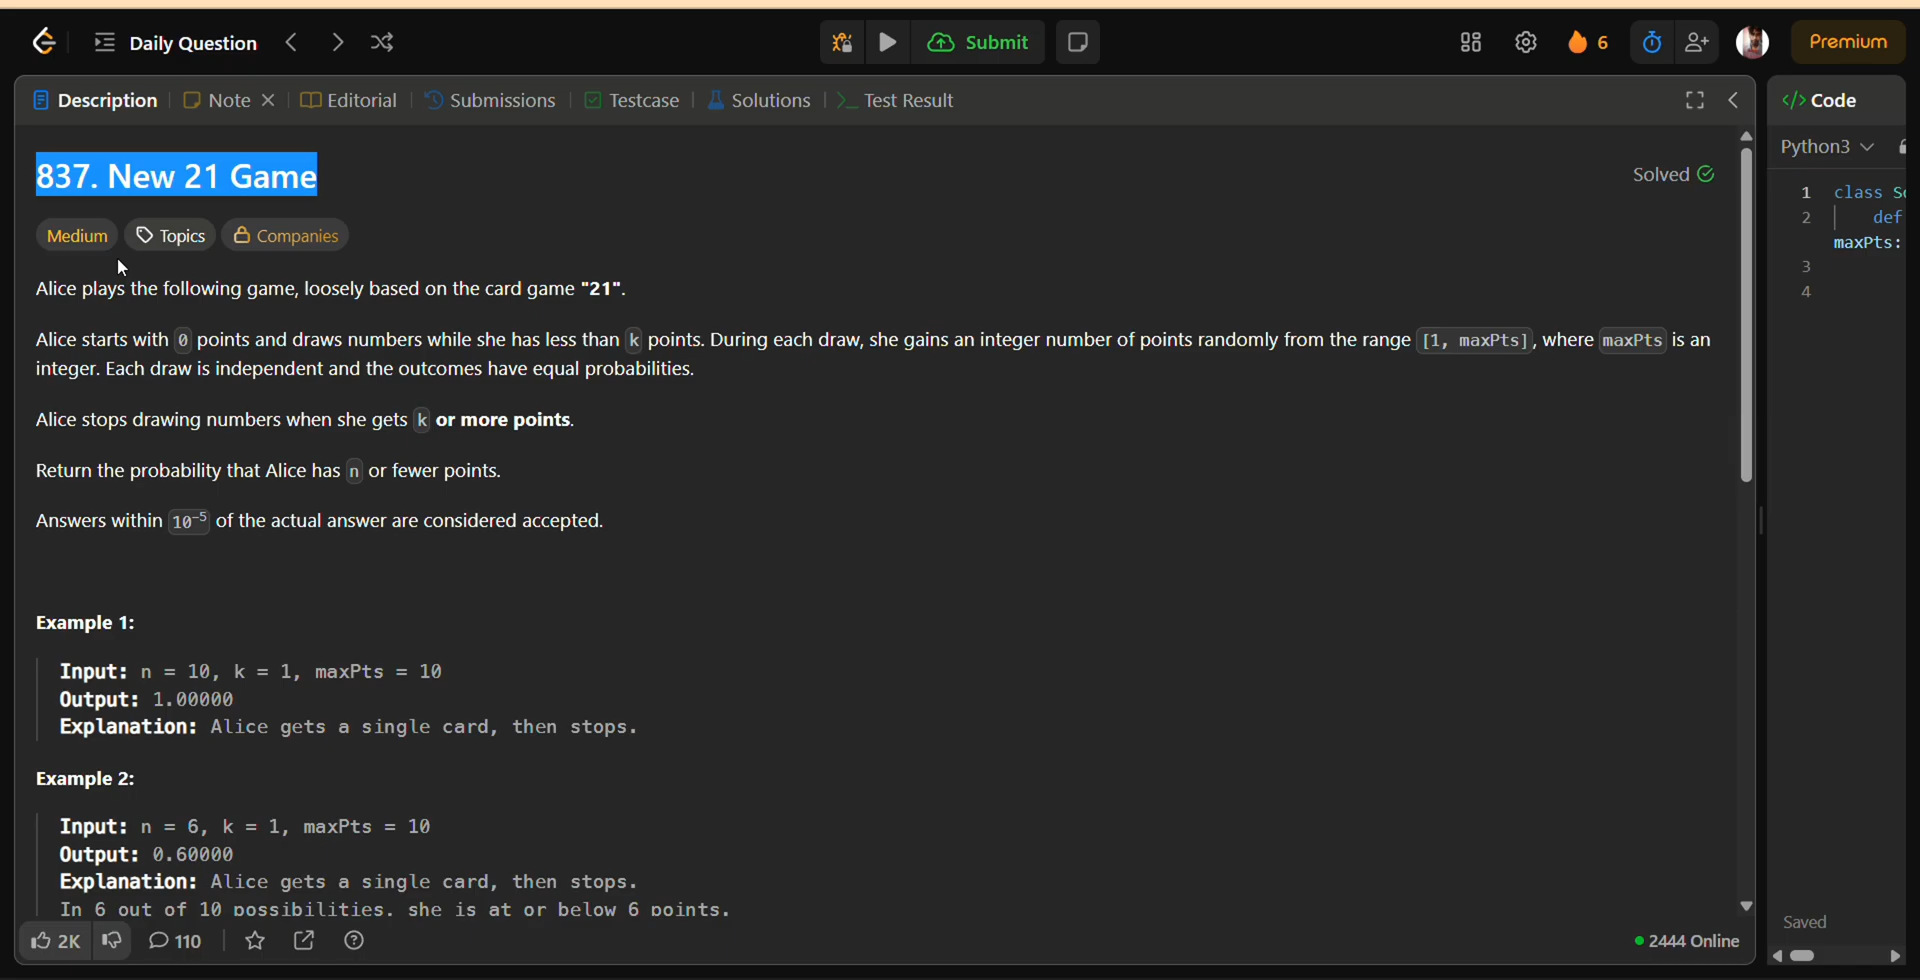 Daily Question
Submit
6
Premium
Description
Note
Editorial
Submissions
Testcase
Solutions
Test Result
</> Code
837. New 21 Game
Solved
Python3
Medium
Topics
Companies
1 class So
2 def
maxPts:
3
4
Alice plays the following game, loosely based on the card game "21".
Alice starts with 0 points and draws numbers while she has less than k points. During each draw, she gains an integer number of points randomly from the range [1, maxPts], where maxPts is an
integer. Each draw is independent and the outcomes have equal probabilities.
Alice stops drawing numbers when she gets k or more points.
Return the probability that Alice has n or fewer points.
Answers within 10⁻⁵ of the actual answer are considered accepted.
Example 1:
Input: n = 10, k = 1, maxPts = 10
Output: 1.00000
Explanation: Alice gets a single card, then stops.
Example 2:
Input: n = 6, k = 1, maxPts = 10
Output: 0.60000
Explanation: Alice gets a single card, then stops.
In 6 out of 10 possibilities, she is at or below 6 points.
Saved
2K
110
2444 Online